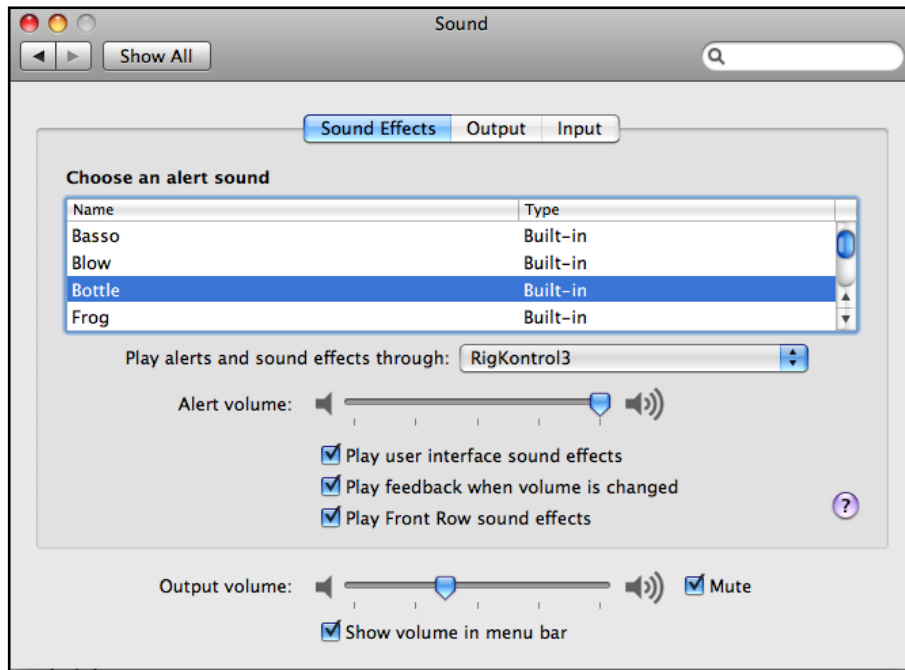 Sound
Show All
Sound Effects Output Input
Choose an alert sound
Name Type
Basso Built-in
Blow Built-in
Bottle Built-in
Frog Built-in
Play alerts and sound effects through: RigKontrol3
Alert volume:
Play user interface sound effects
Play feedback when volume is changed
Play Front Row sound effects
?
Output volume: Mute
Show volume in menu bar